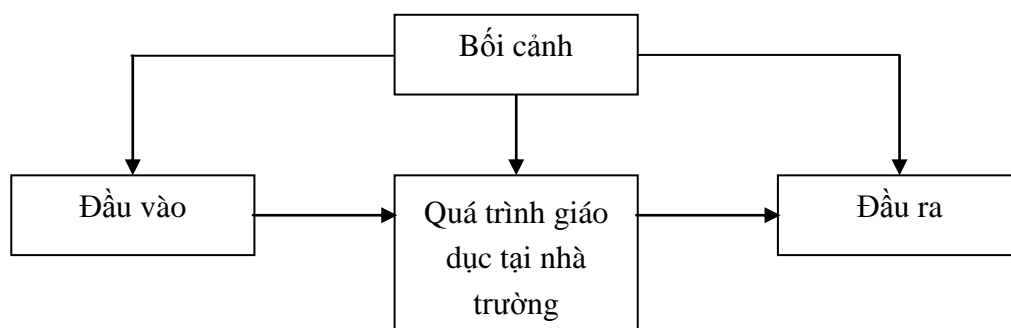 Bối cảnh
Đầu vào
Quá trình giáo
dục tại nhà
trường
Đầu ra